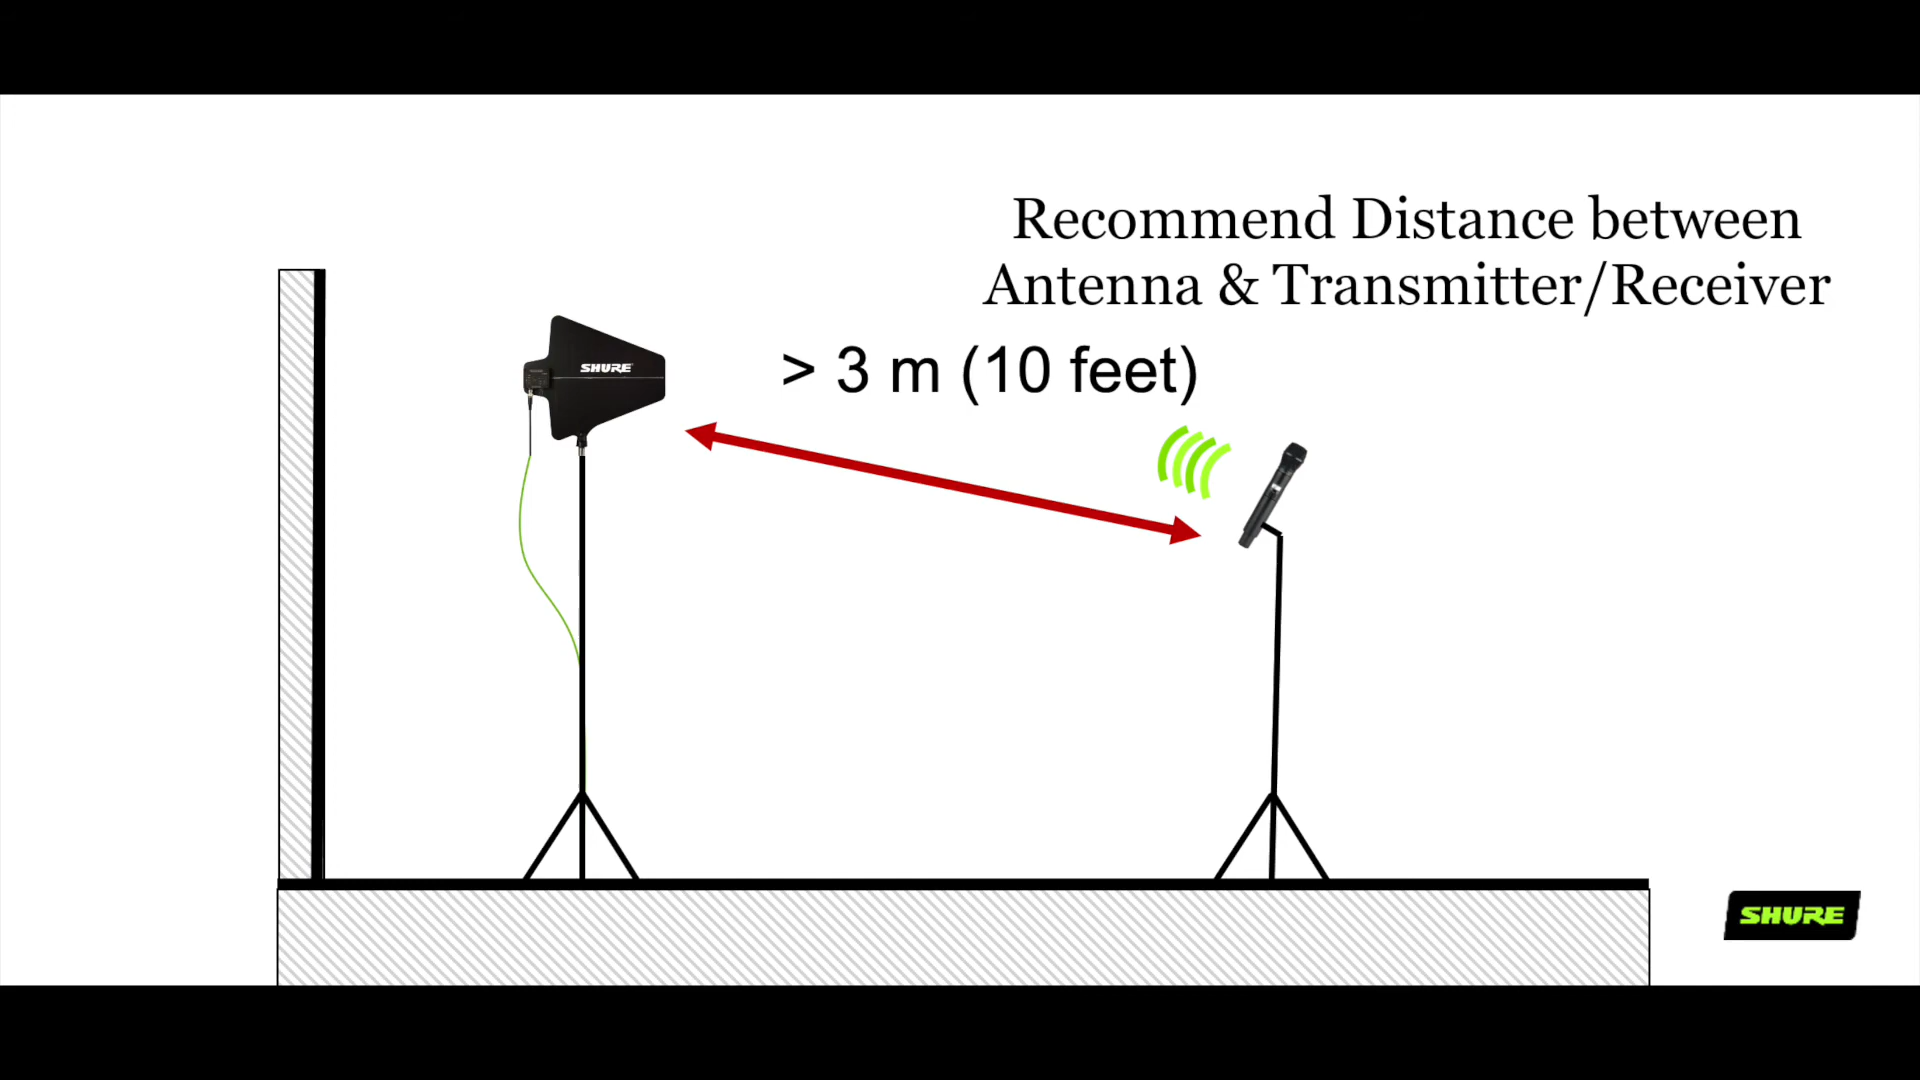 Recommend Distance between
Antenna & Transmitter/Receiver
> 3 m (10 feet)
SHURE
SHURE